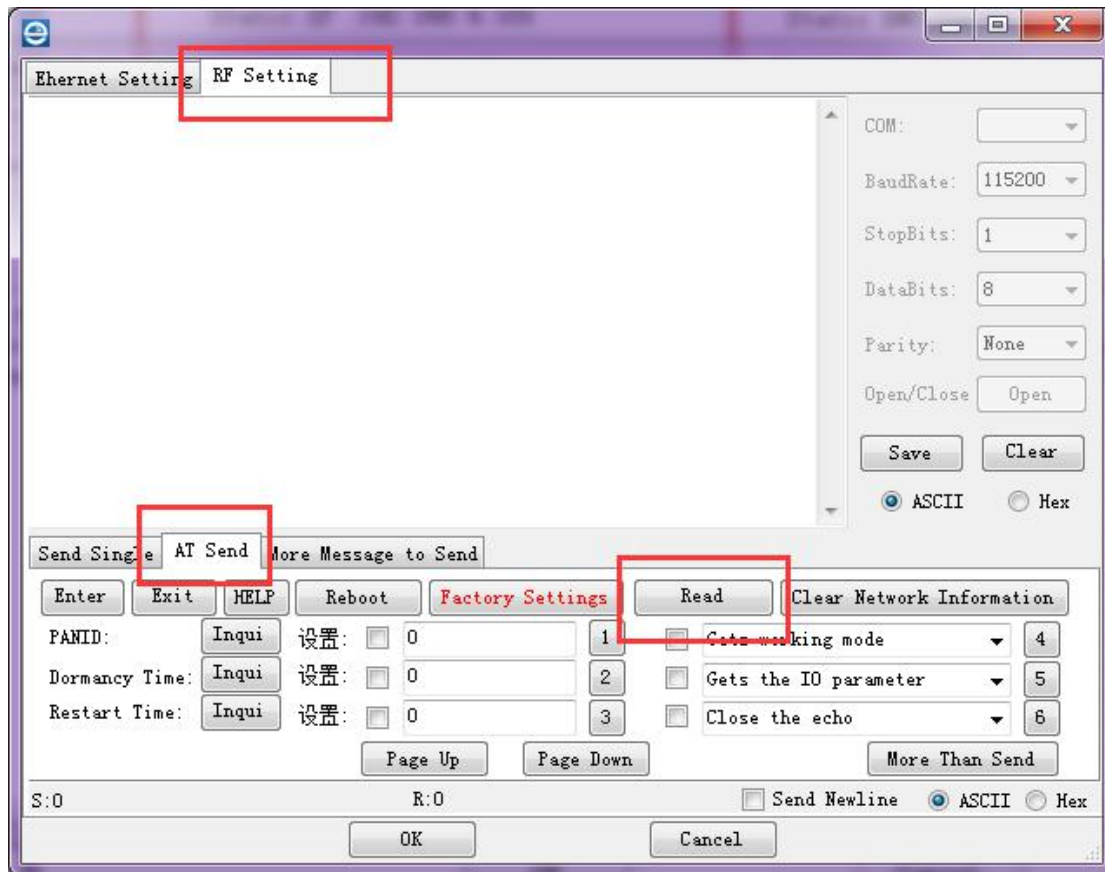 Ehernet Setting RF Setting
COM:
BaudRate: 115200
StopBits: 1
DataBits: 8
Parity: None
Open/Close Open
Save Clear
ASCII Hex
Send Single AT Send More Message to Send
Enter Exit HELP Reboot Factory Settings Read Clear Network Information
PANID: Inqui 设置: 0 1 Gets working mode 4
Dormancy Time: Inqui 设置: 0 2 Gets the IO parameter 5
Restart Time: Inqui 设置: 0 3 Close the echo 6
Page Up Page Down More Than Send
S:0 R:0 Send Newline ASCII Hex
OK Cancel